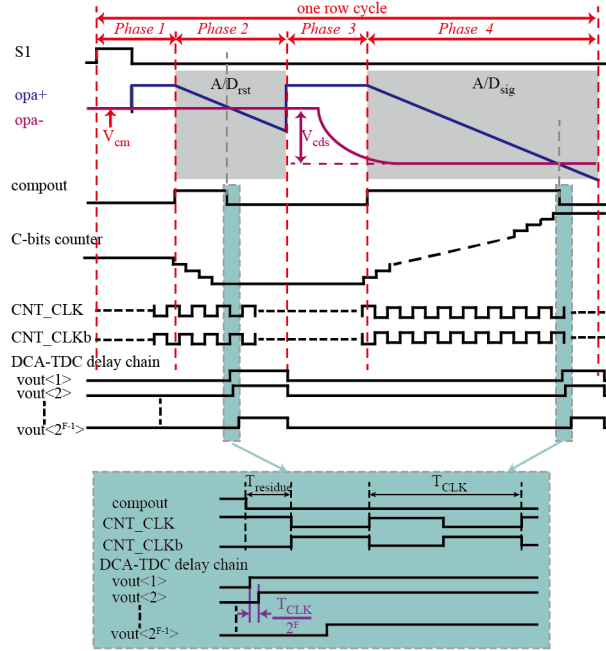 one row cycle
Phase 1 Phase 2 Phase 3 Phase 4
S1
opa+
opa-
A/Drst
A/Dsig
Vcm
Vcds
compout
C-bits counter
CNT_CLK
CNT_CLKb
DCA-TDC delay chain
vout<1>
vout<2>
vout<2F-1>
Tresidue TCLK
compout
CNT_CLK
CNT_CLKb
DCA-TDC delay chain
vout<1>
vout<2>
TCLK
2F
vout<2F-1>